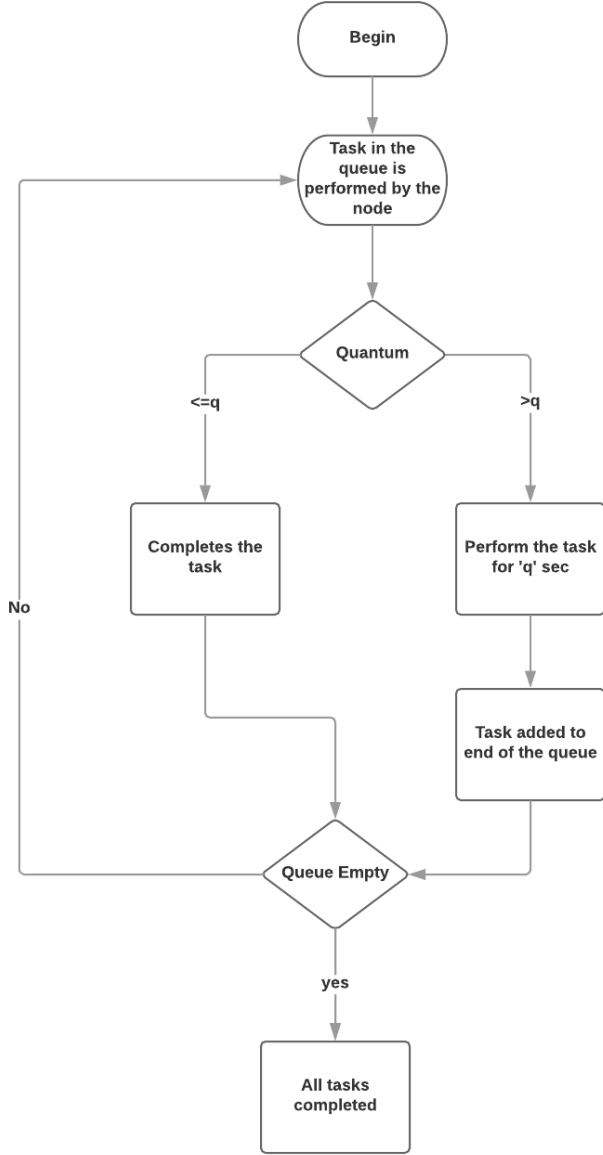 Begin
Task in the
queue is
performed by the
node
Quantum
<=q
>q
Completes the
task
Perform the task
for 'q' sec
No
Task added to
end of the queue
Queue Empty
yes
All tasks
completed